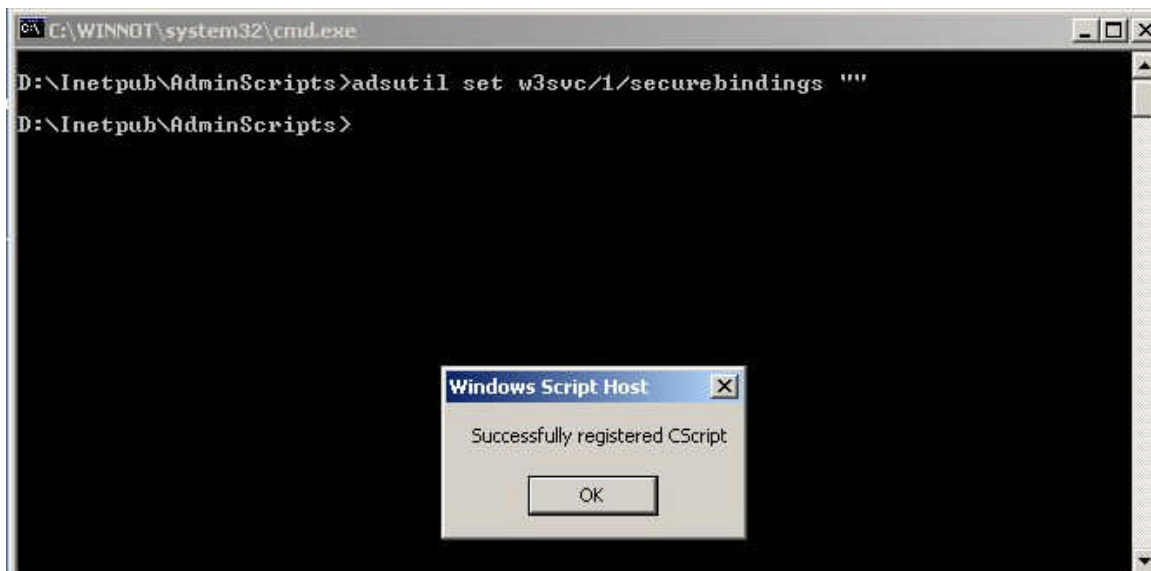 C:\WINNOT\system32\cmd.exe
D:\Inetpub\AdminScripts>adsutil set w3svc/1/securebindings ""
D:\Inetpub\AdminScripts>
Windows Script Host
Successfully registered CScript
OK